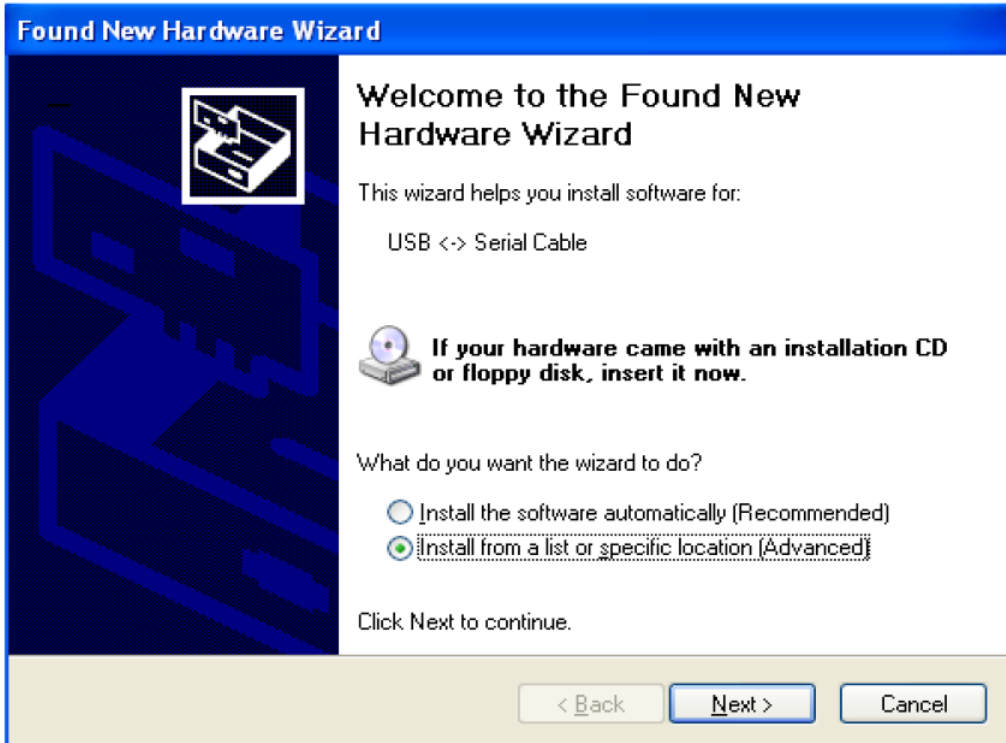 Found New Hardware Wizard
Welcome to the Found New
Hardware Wizard
This wizard helps you install software for:
USB <-> Serial Cable
If your hardware came with an installation CD
or floppy disk, insert it now.
What do you want the wizard to do?
Install the software automatically (Recommended)
Install from a list or specific location (Advanced)
Click Next to continue.
< Back Next > Cancel